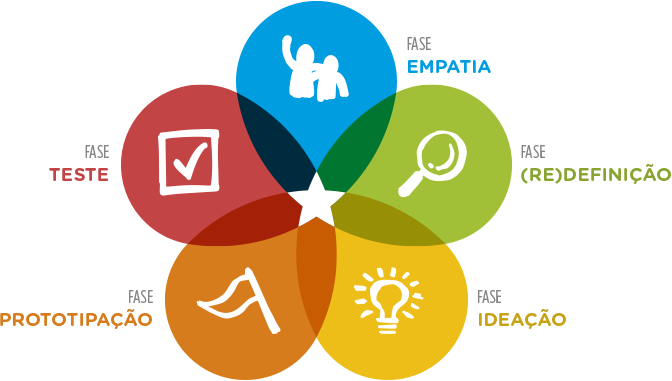 FASE
EMPATIA
FASE
(RE)DEFINIÇÃO
FASE
IDEAÇÃO
FASE
PROTOTIPAÇÃO
FASE
TESTE